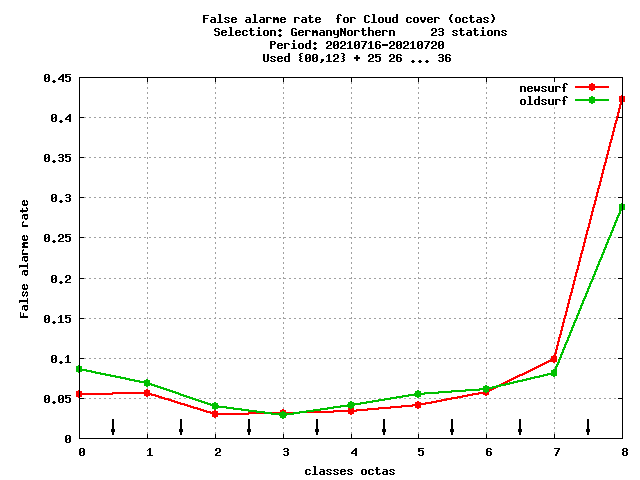 False alarme rate  for Cloud cover (octas)
Selection: GermanyNorthern     23 stations
Period: 20210716-20210720
Used {00,12} + 25 26 ... 36
newsurf
oldsurf
0.45
0.4
0.35
0.3
0.25
0.2
0.15
0.1
0.05
0
False alarme rate
0 1 2 3 4 5 6 7 8
classes octas